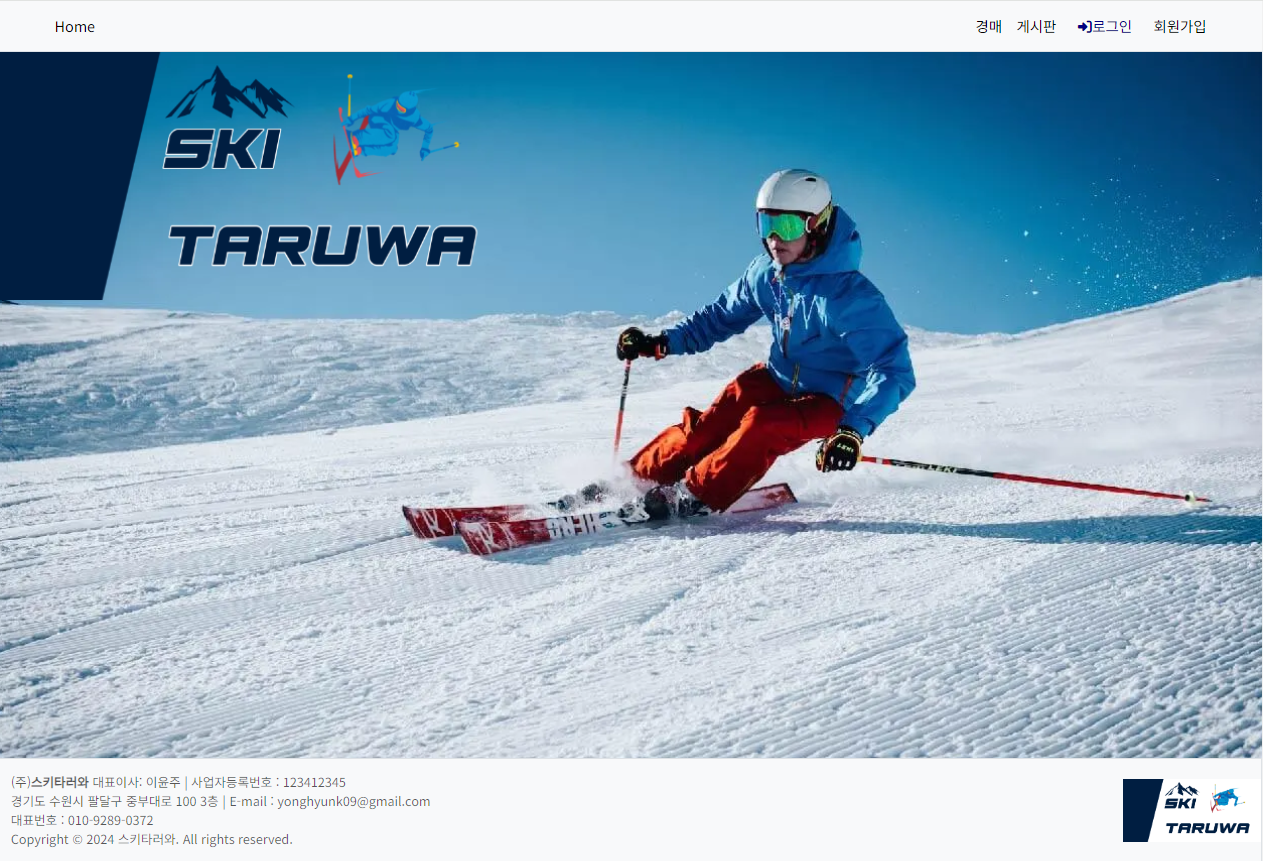 Home
경매 게시판 로그인 회원가입
SKI
TARUWA
LEKI
(주)스키타러와 대표이사: 이윤주 | 사업자등록번호 : 123412345
경기도 수원시 팔달구 중부대로 100 3층 | E-mail : yonghyunk09@gmail.com
대표번호 : 010-9289-0372
Copyright © 2024 스키타러와. All rights reserved.
SKI
TARUWA